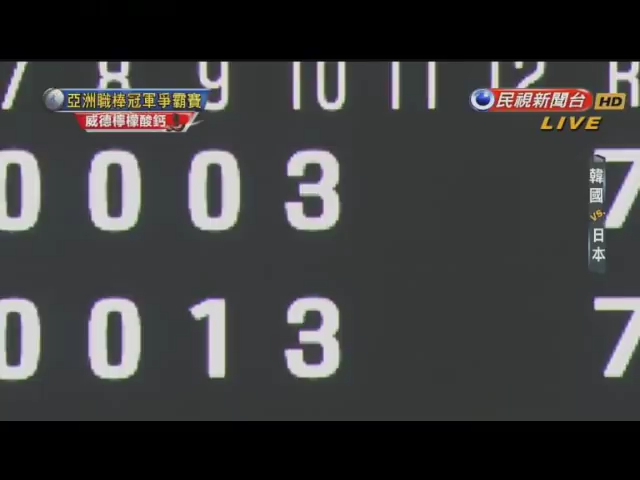 7 8 9 10 11 12 R
亞洲職棒冠軍爭霸賽
威德檸檬酸鈣
民視新聞台 HD
LIVE
0 0 0 3 7
韓國 vs. 日本
0 0 1 3 7